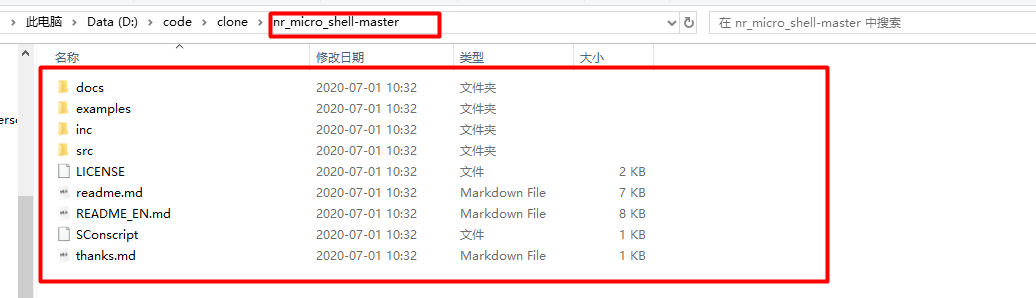 此电脑 > Data (D:) > code > clone > nr_micro_shell-master 在 nr_micro_shell-master 中搜索
名称 修改日期 类型 大小
docs 2020-07-01 10:32 文件夹
examples 2020-07-01 10:32 文件夹
inc 2020-07-01 10:32 文件夹
src 2020-07-01 10:32 文件夹
LICENSE 2020-07-01 10:32 文件 2 KB
readme.md 2020-07-01 10:32 Markdown File 7 KB
README_EN.md 2020-07-01 10:32 Markdown File 8 KB
SConscript 2020-07-01 10:32 文件 1 KB
thanks.md 2020-07-01 10:32 Markdown File 1 KB